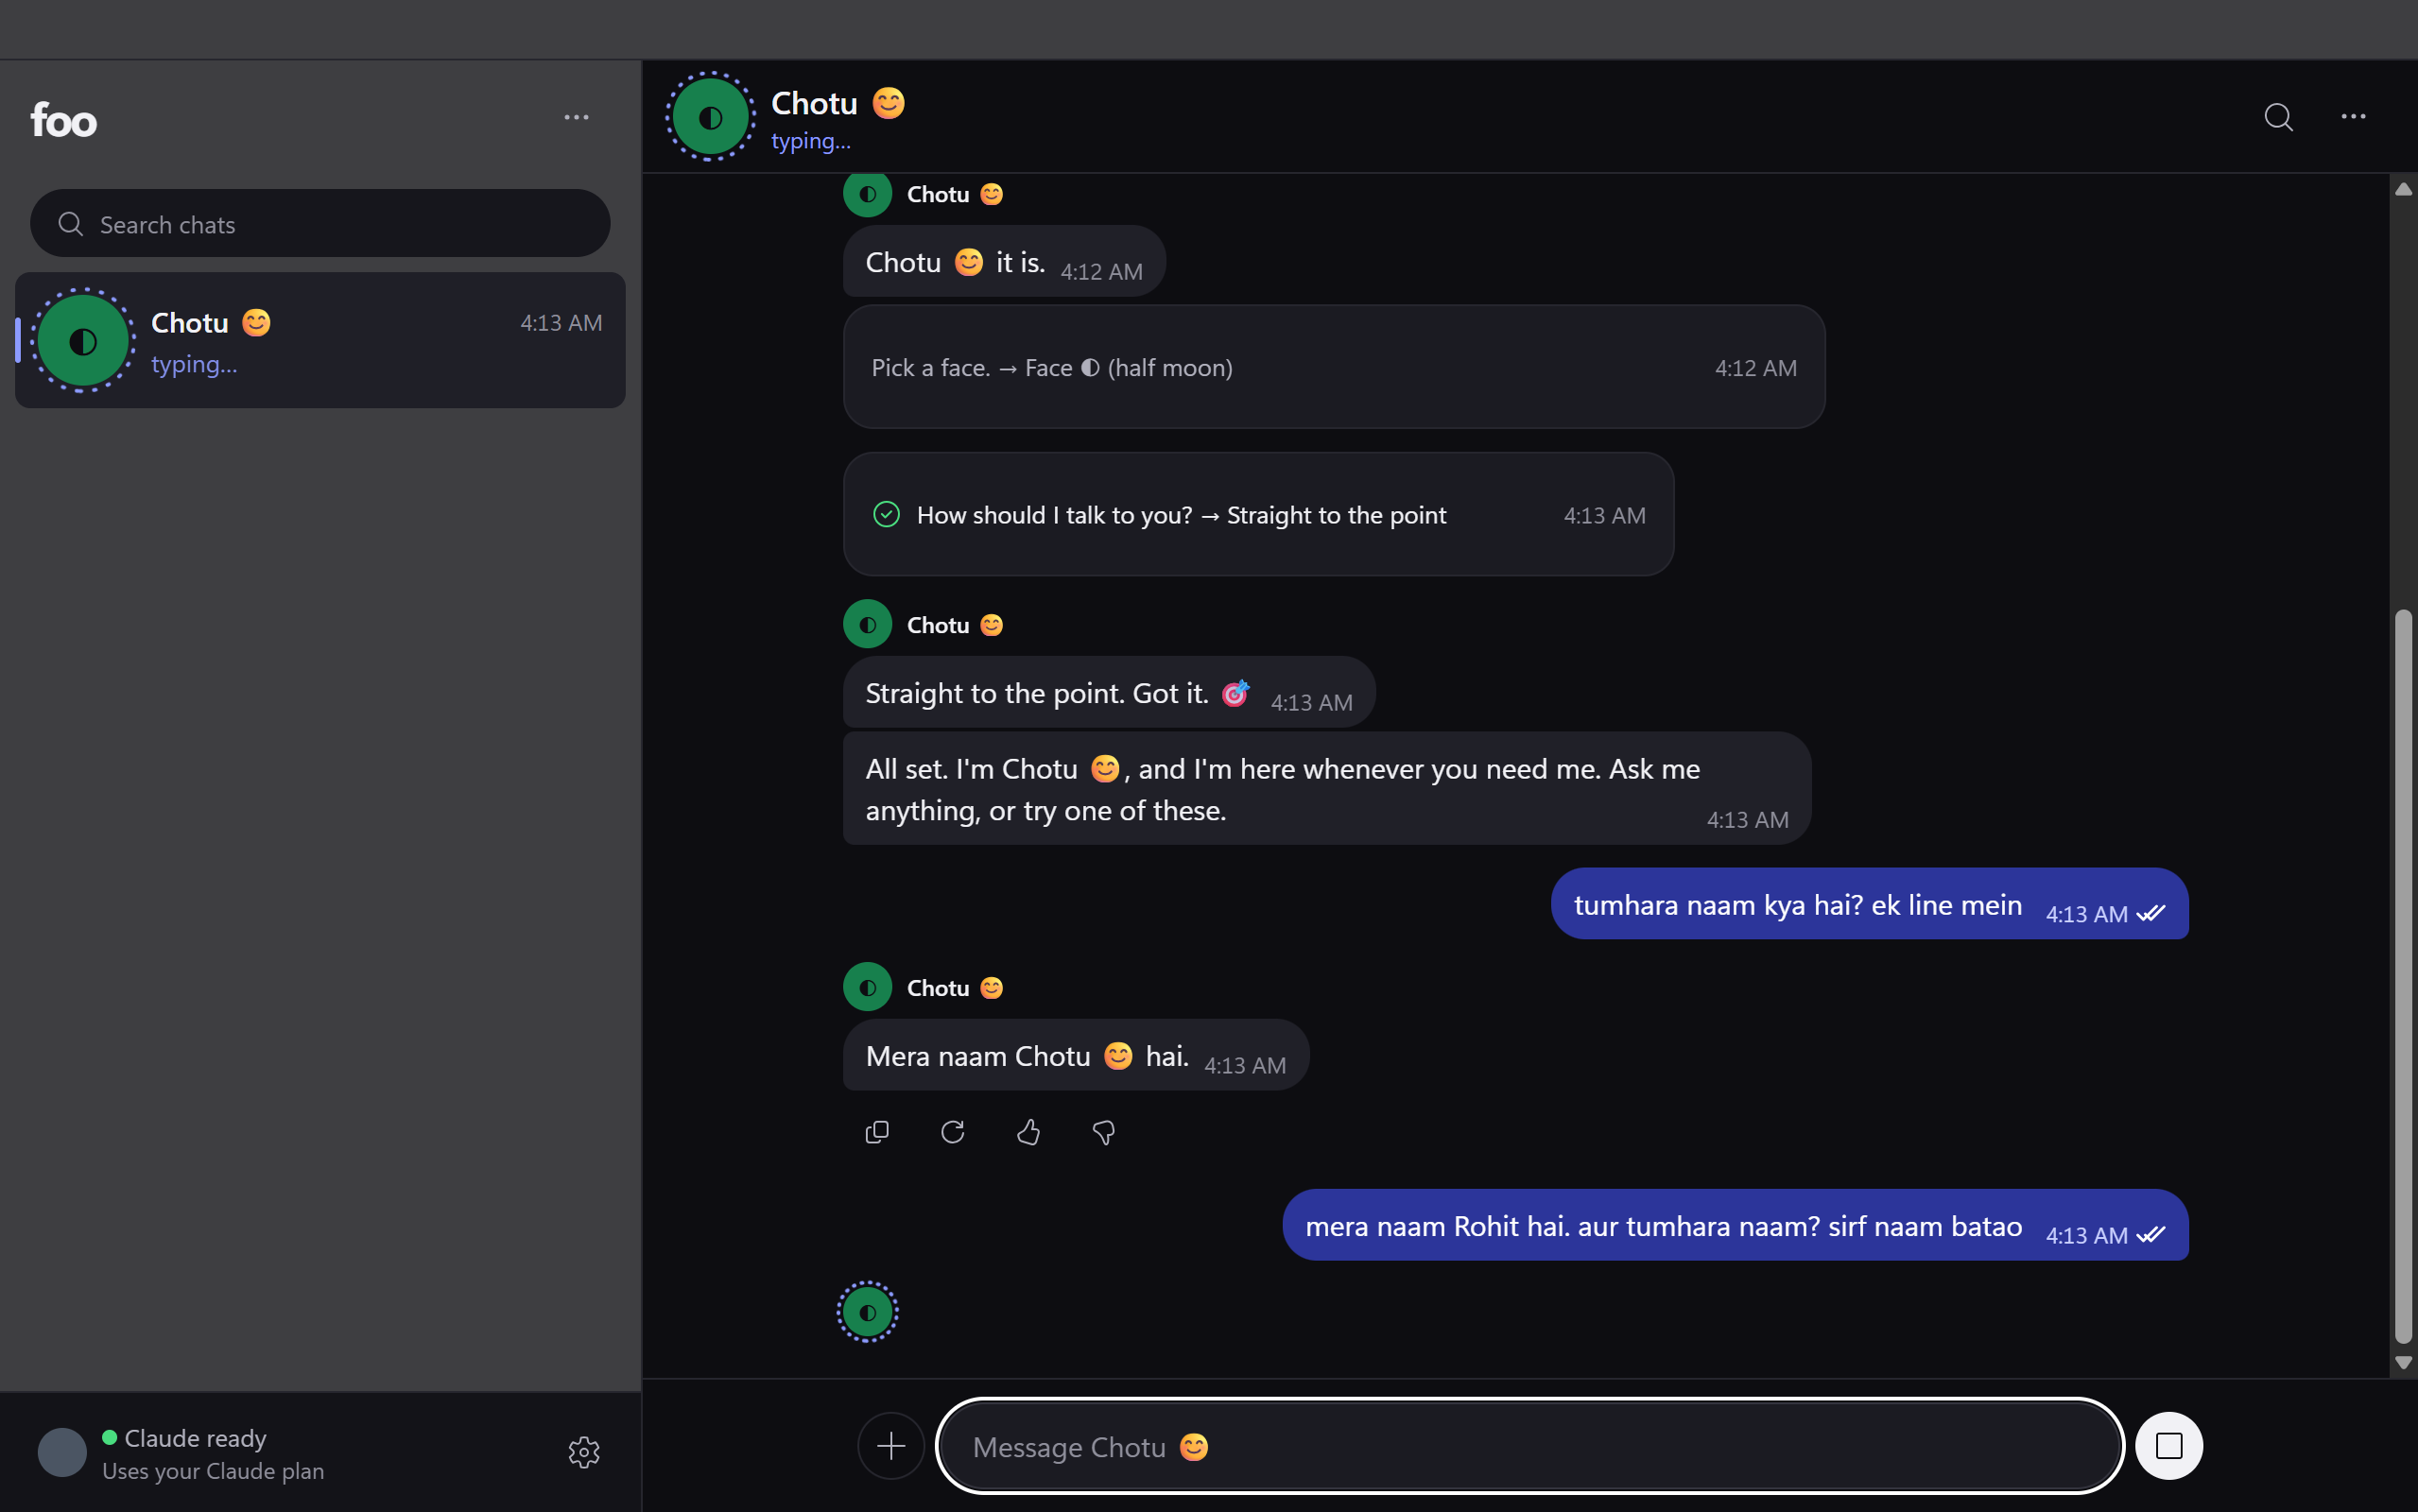 foo
Search chats
Chotu 😊 4:13 AM
typing...
Claude ready
Uses your Claude plan
Chotu 😊
typing...
Chotu 😊
Chotu 😊 it is. 4:12 AM
Pick a face. → Face ◐ (half moon) 4:12 AM
How should I talk to you? → Straight to the point 4:13 AM
Chotu 😊
Straight to the point. Got it. 🎯 4:13 AM
All set. I'm Chotu 😊, and I'm here whenever you need me. Ask me
anything, or try one of these. 4:13 AM
tumhara naam kya hai? ek line mein 4:13 AM
Chotu 😊
Mera naam Chotu 😊 hai. 4:13 AM
mera naam Rohit hai. aur tumhara naam? sirf naam batao 4:13 AM
Message Chotu 😊